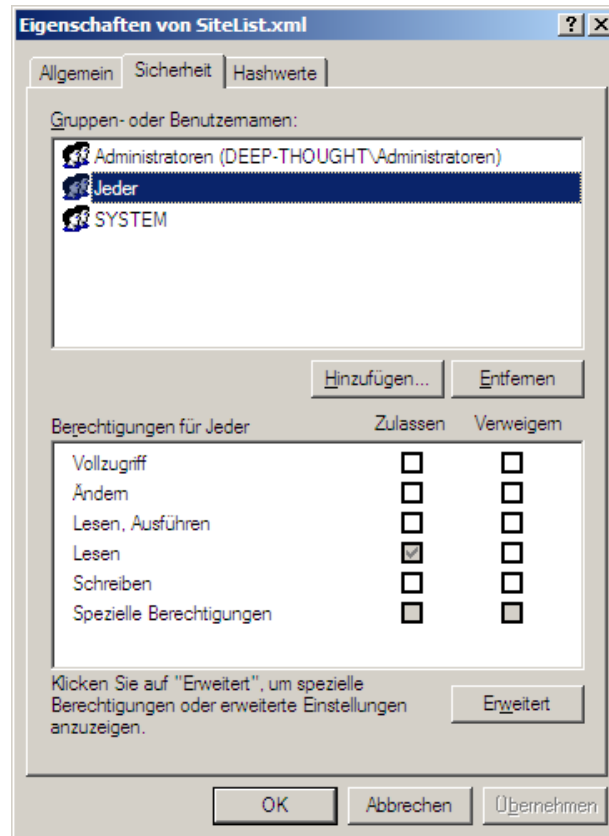 Eigenschaften von SiteList.xml
Allgemein Sicherheit Hashwerte
Gruppen- oder Benutzernamen:
Administratoren (DEEP-THOUGHT\Administratoren)
Jeder
SYSTEM
Hinzufügen... Entfernen
Berechtigungen für Jeder Zulassen Verweigern
Vollzugriff
Ändern
Lesen, Ausführen
Lesen
Schreiben
Spezielle Berechtigungen
Klicken Sie auf "Erweitert", um spezielle
Berechtigungen oder erweiterte Einstellungen
anzuzeigen.
Erweitert
OK Abbrechen Übernehmen